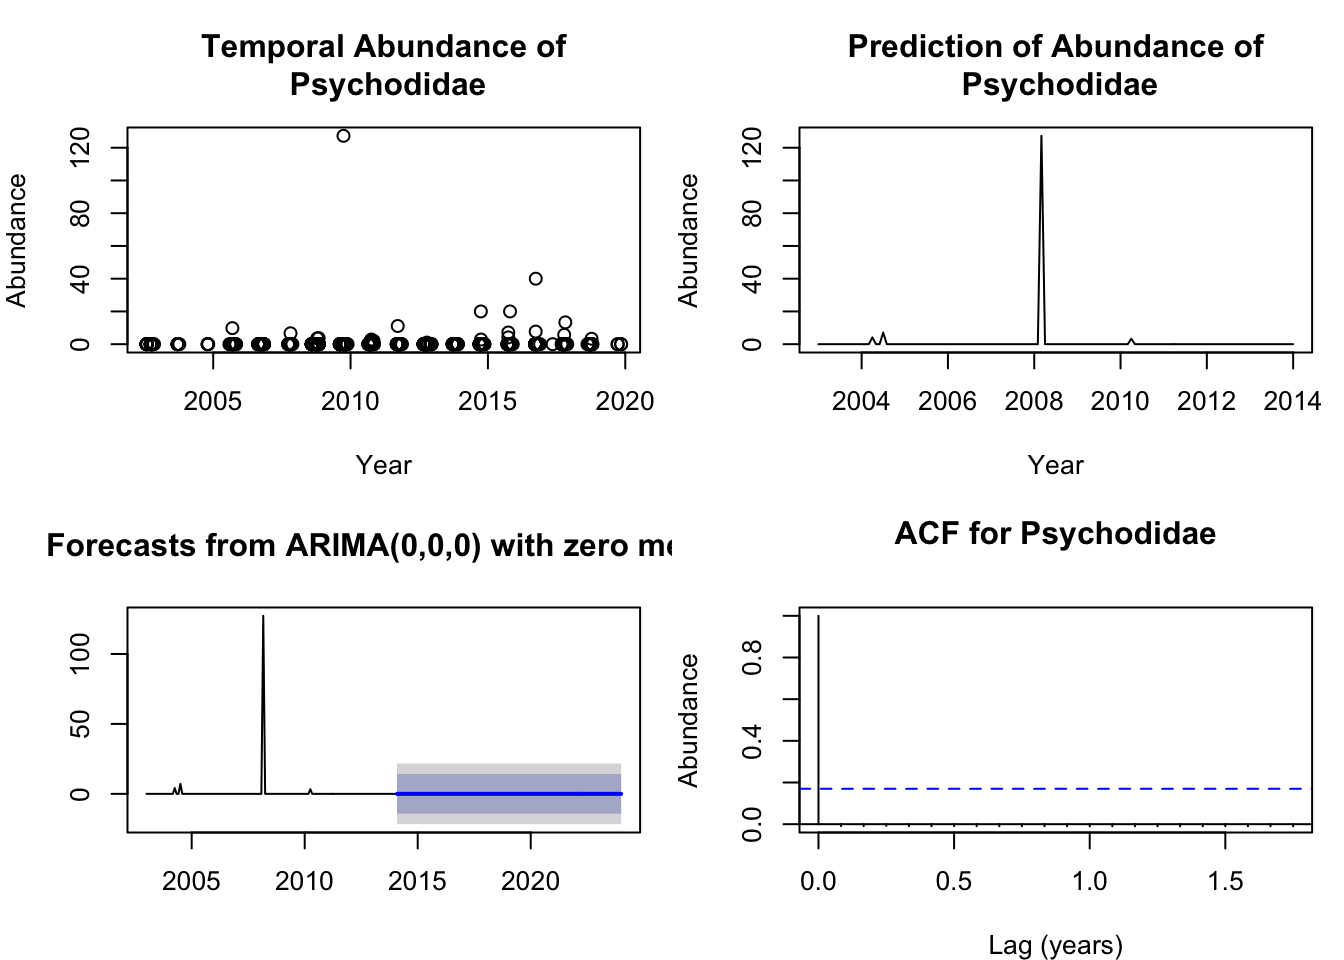 Temporal Abundance of
Psychodidae
Abundance
0
40
80
120
2005
2010
2015
2020
Year
Prediction of Abundance of
Psychodidae
Abundance
0
40
80
120
2004
2006
2008
2010
2012
2014
Year
Forecasts from ARIMA(0,0,0) with zero me
0
50
100
2005
2010
2015
2020
ACF for Psychodidae
Abundance
0.0
0.4
0.8
0.0
0.5
1.0
1.5
Lag (years)